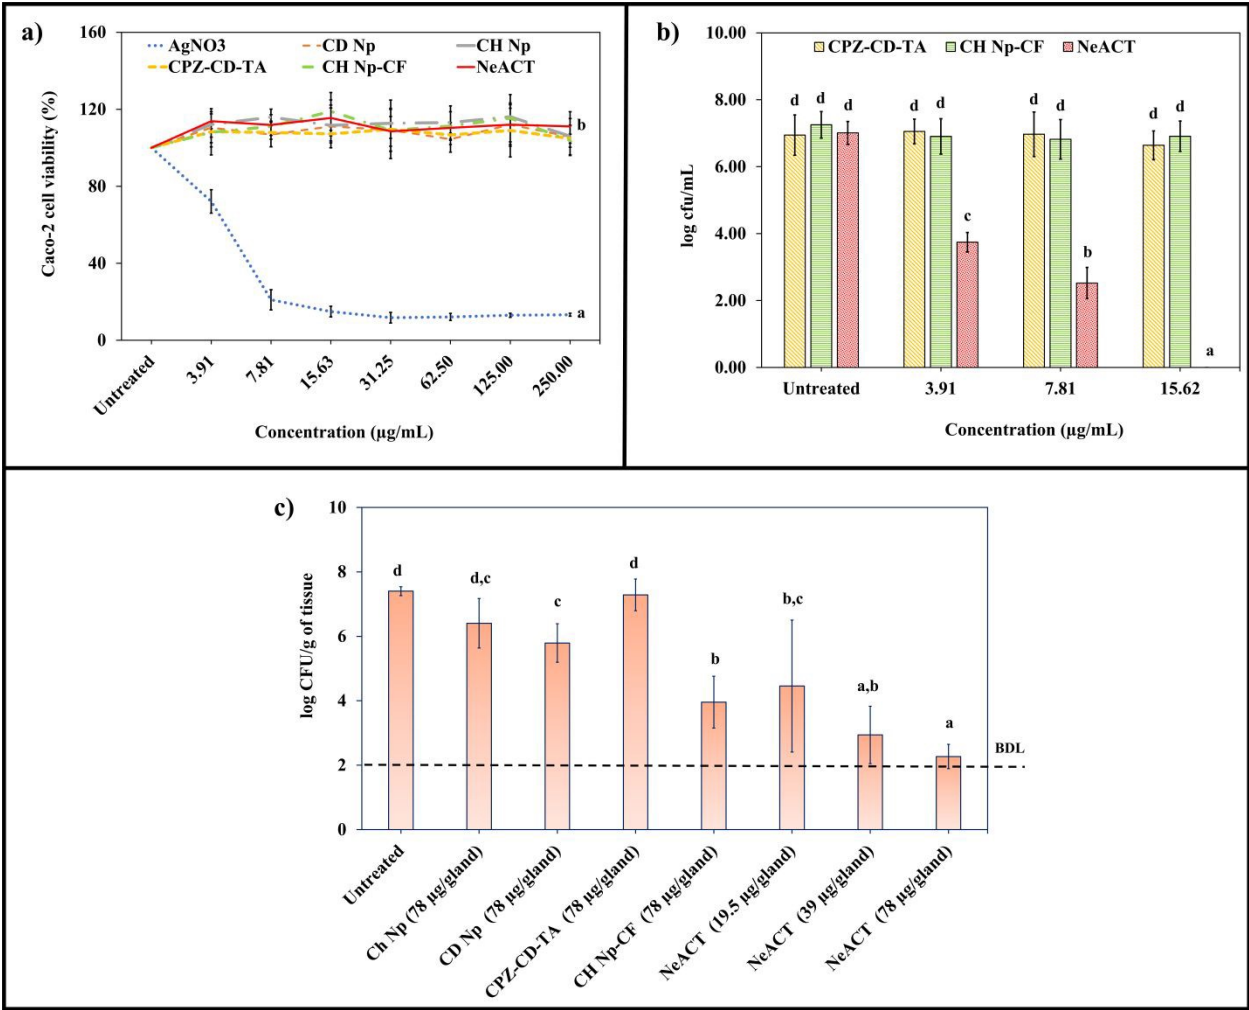 a)
160
120
80
40
0
Caco-2 cell viability (%)
AgNO3 CD Np CH Np
CPZ-CD-TA CH Np-CF NeACT
b
a
Untreated 3.91 7.81 15.63 31.25 62.50 125.00 250.00
Concentration (µg/mL)
b)
10.00
8.00
6.00
4.00
2.00
0.00
log cfu/mL
CPZ-CD-TA CH Np-CF NeACT
d d d d d d d d d
c
b
a
Untreated 3.91 7.81 15.62
Concentration (µg/mL)
c)
10
8
6
4
2
0
log CFU/g of tissue
d d,c c d b b,c a,b a
BDL
Untreated
Ch Np (78 µg/gland)
CD Np (78 µg/gland)
CPZ-CD-TA (78 µg/gland)
CH Np-CF (78 µg/gland)
NeACT (19.5 µg/gland)
NeACT (39 µg/gland)
NeACT (78 µg/gland)